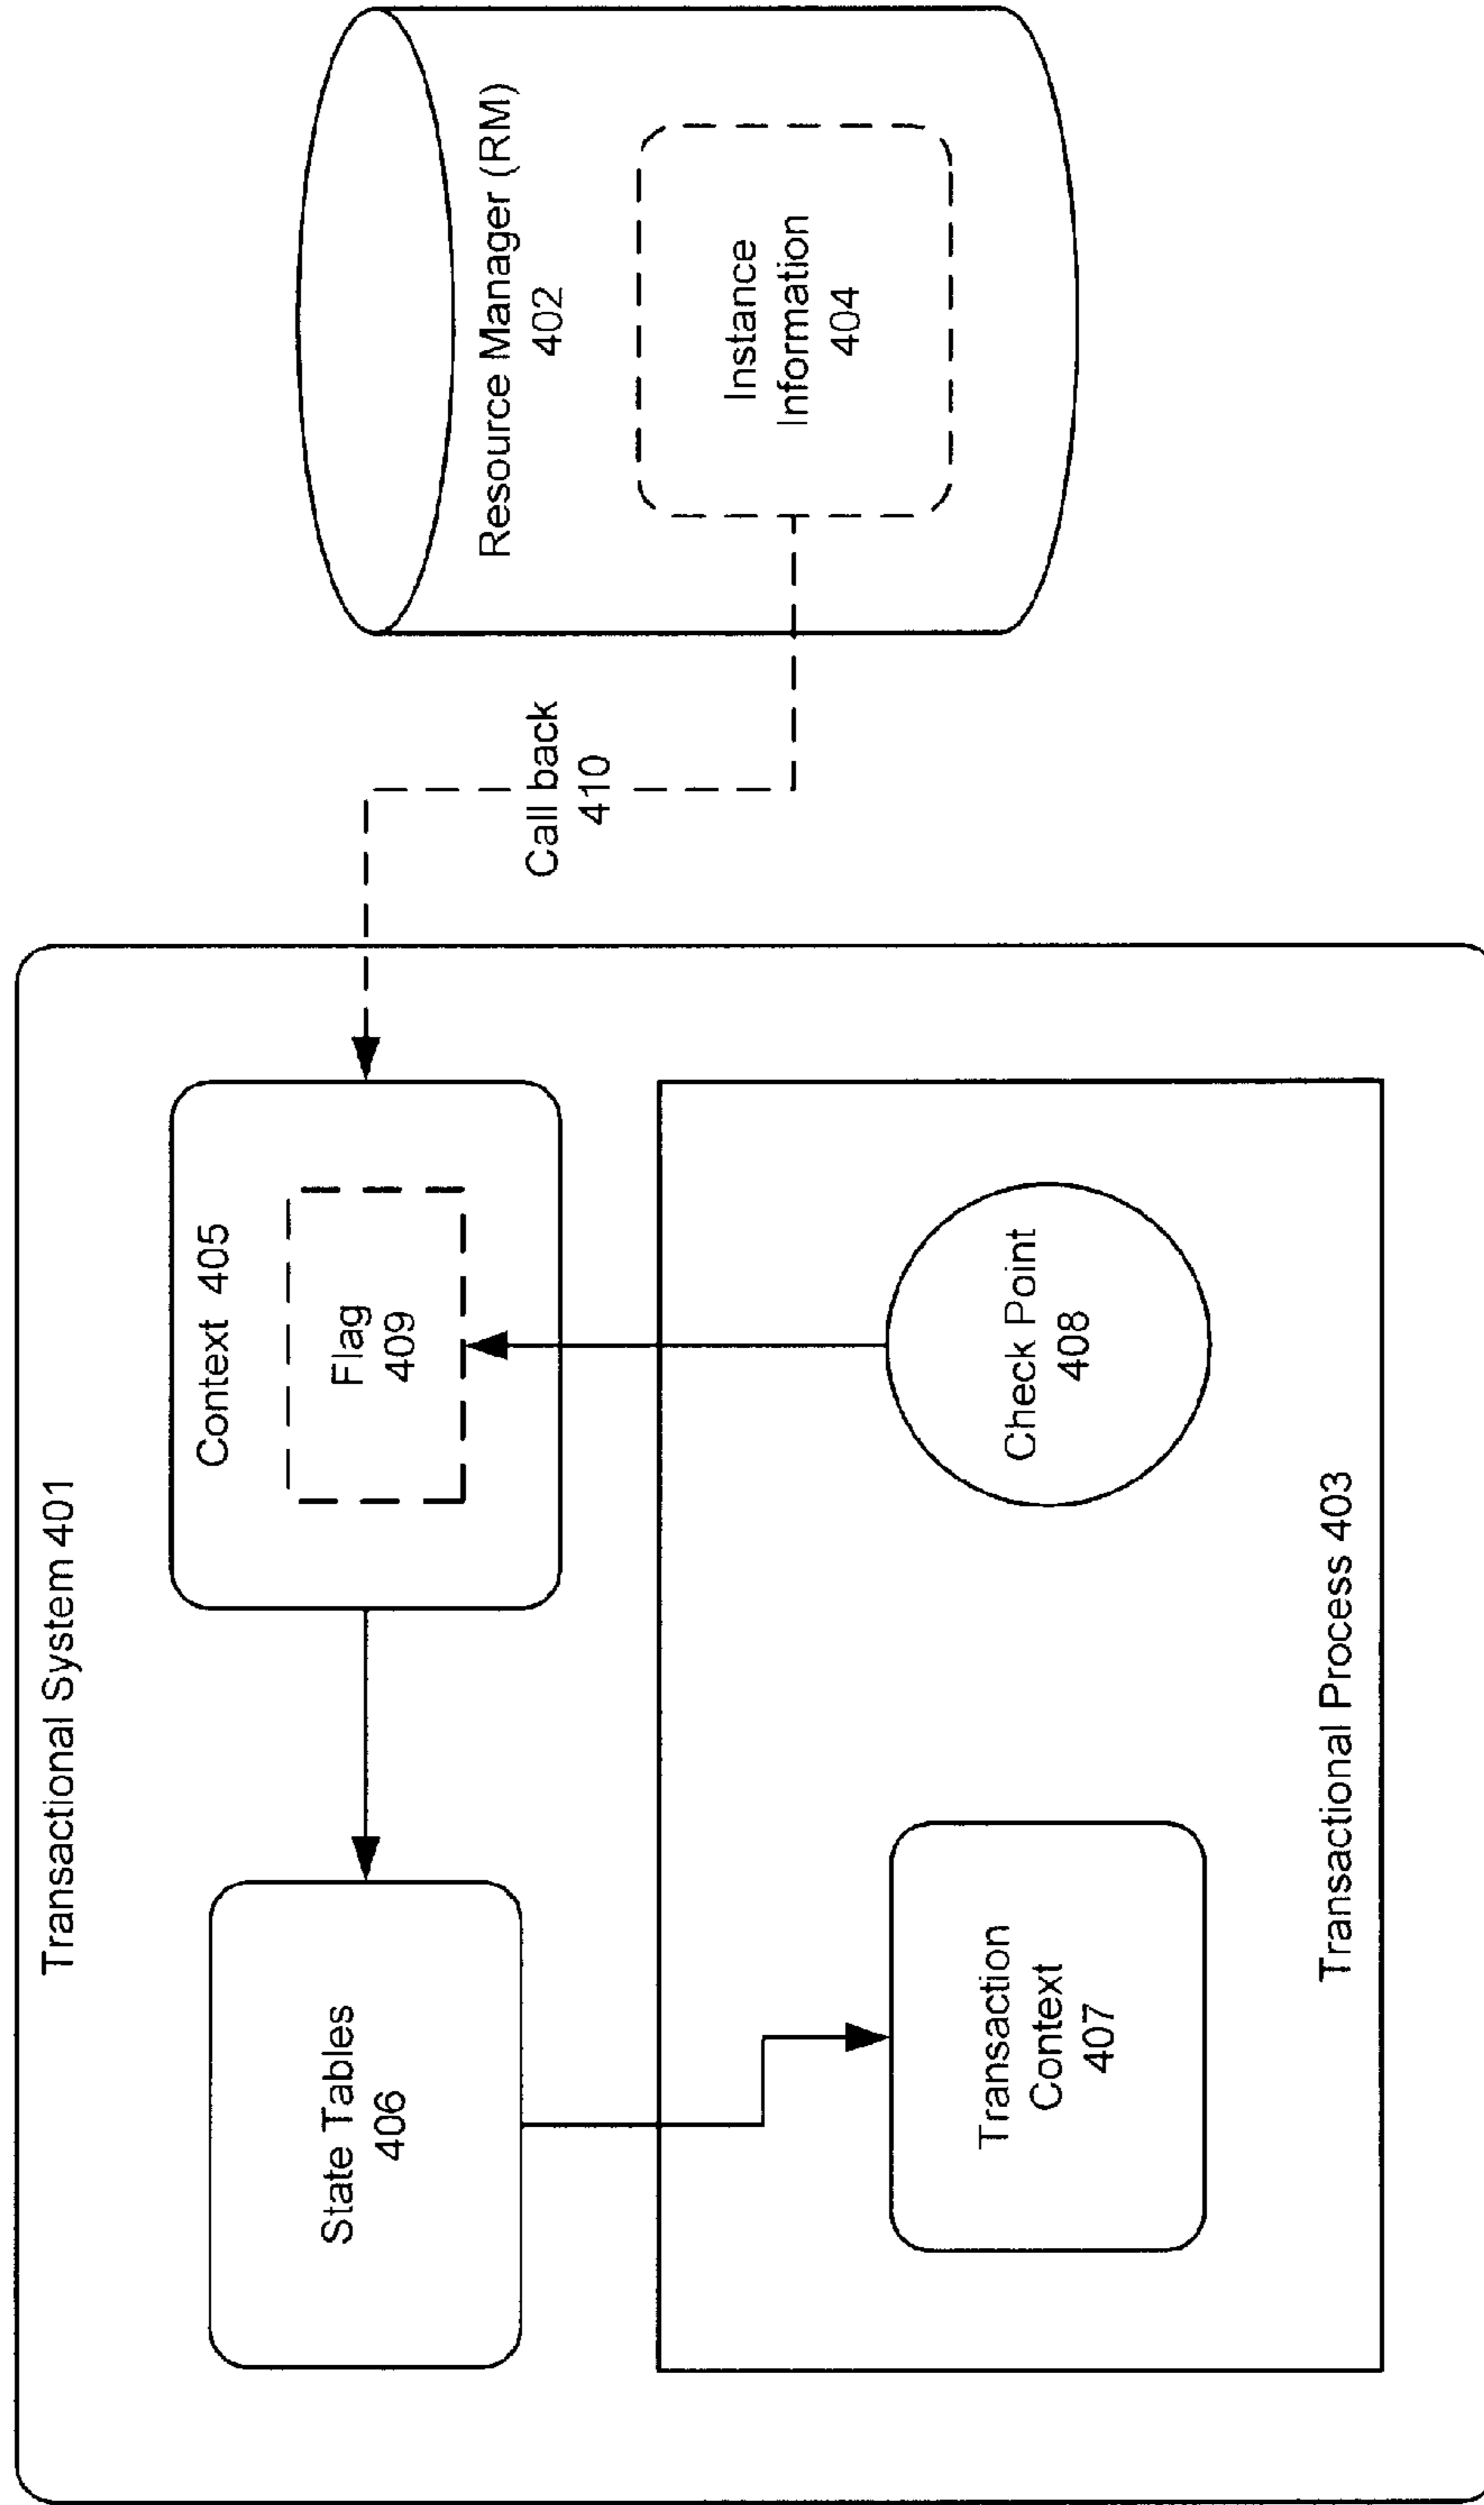 Transactional System 401
State Tables
406
Context 405
Flag
409
Call back
410
Resource Manager (RM)
402
Instance
Information
404
Transaction
Context
407
Check Point
408
Transactional Process 403